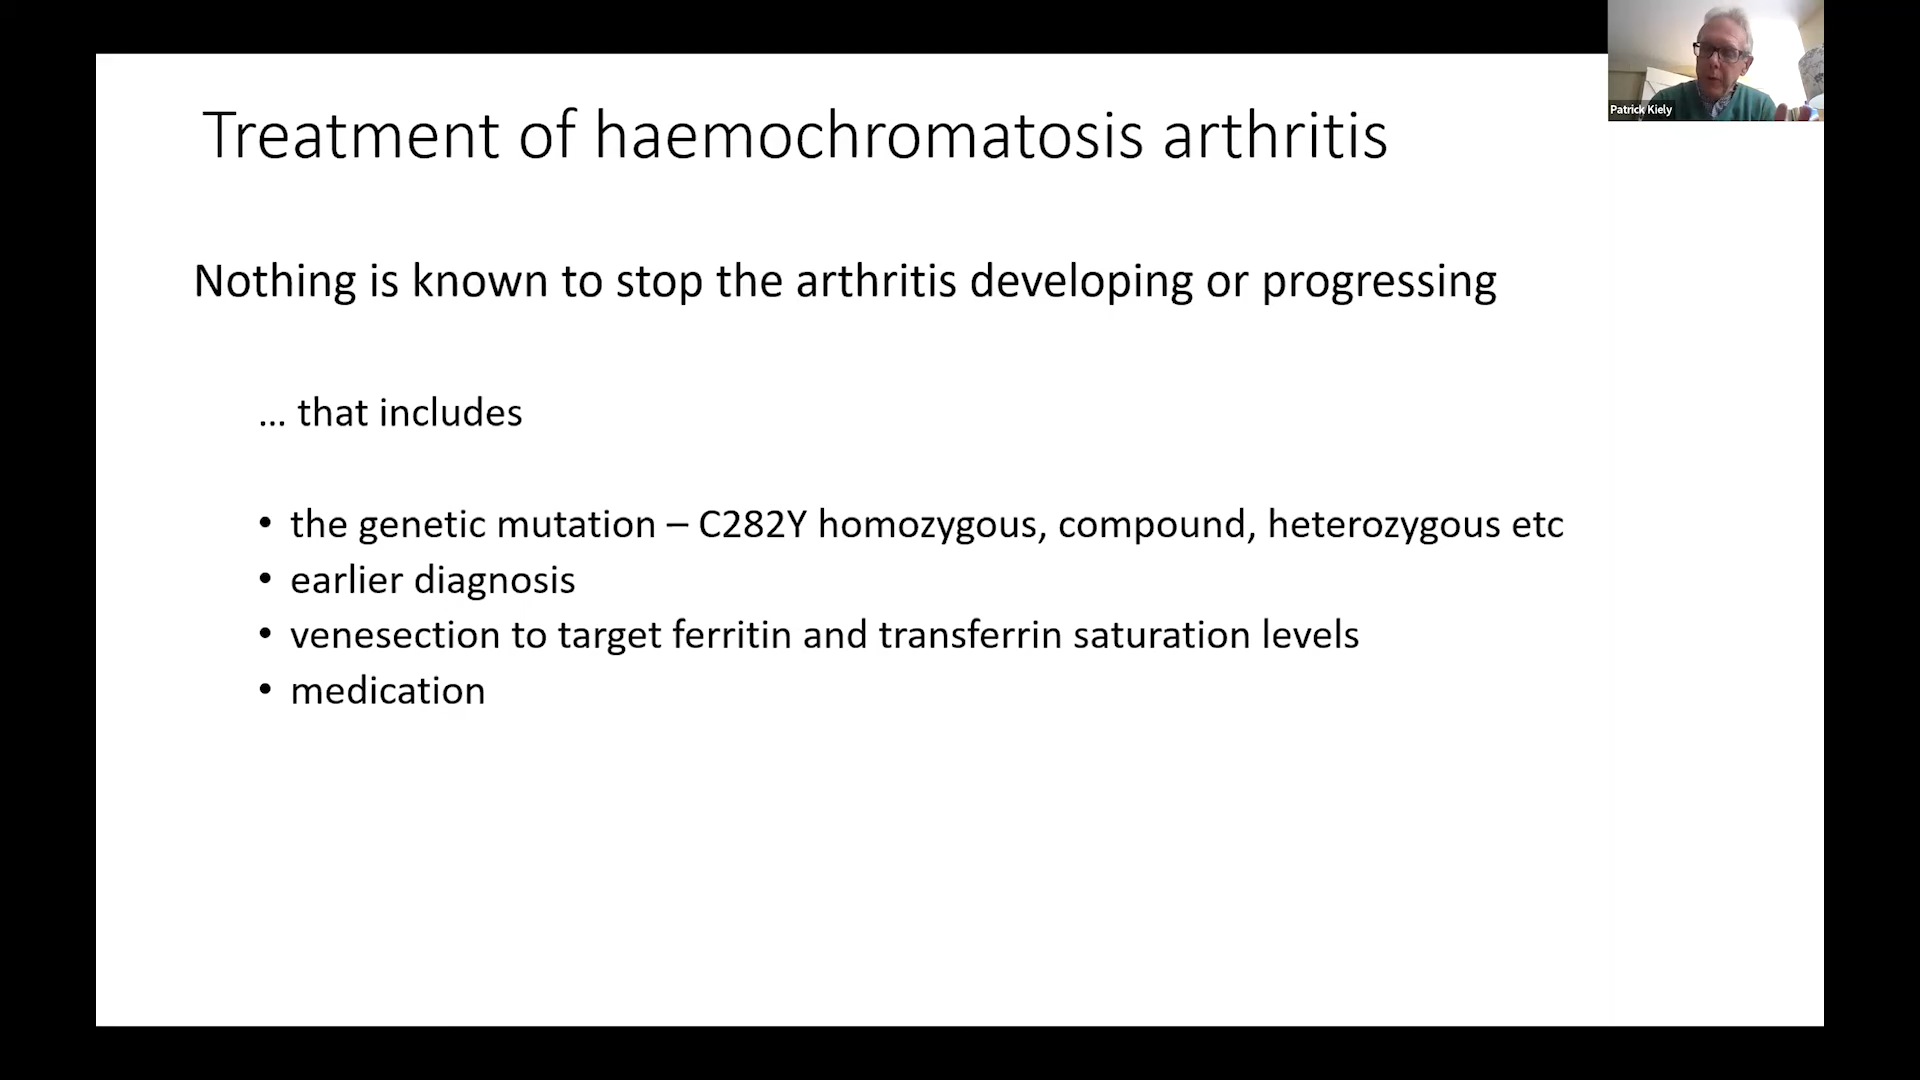 Patrick Kiely
Treatment of haemochromatosis arthritis
Nothing is known to stop the arthritis developing or progressing
... that includes
• the genetic mutation – C282Y homozygous, compound, heterozygous etc
• earlier diagnosis
• venesection to target ferritin and transferrin saturation levels
• medication